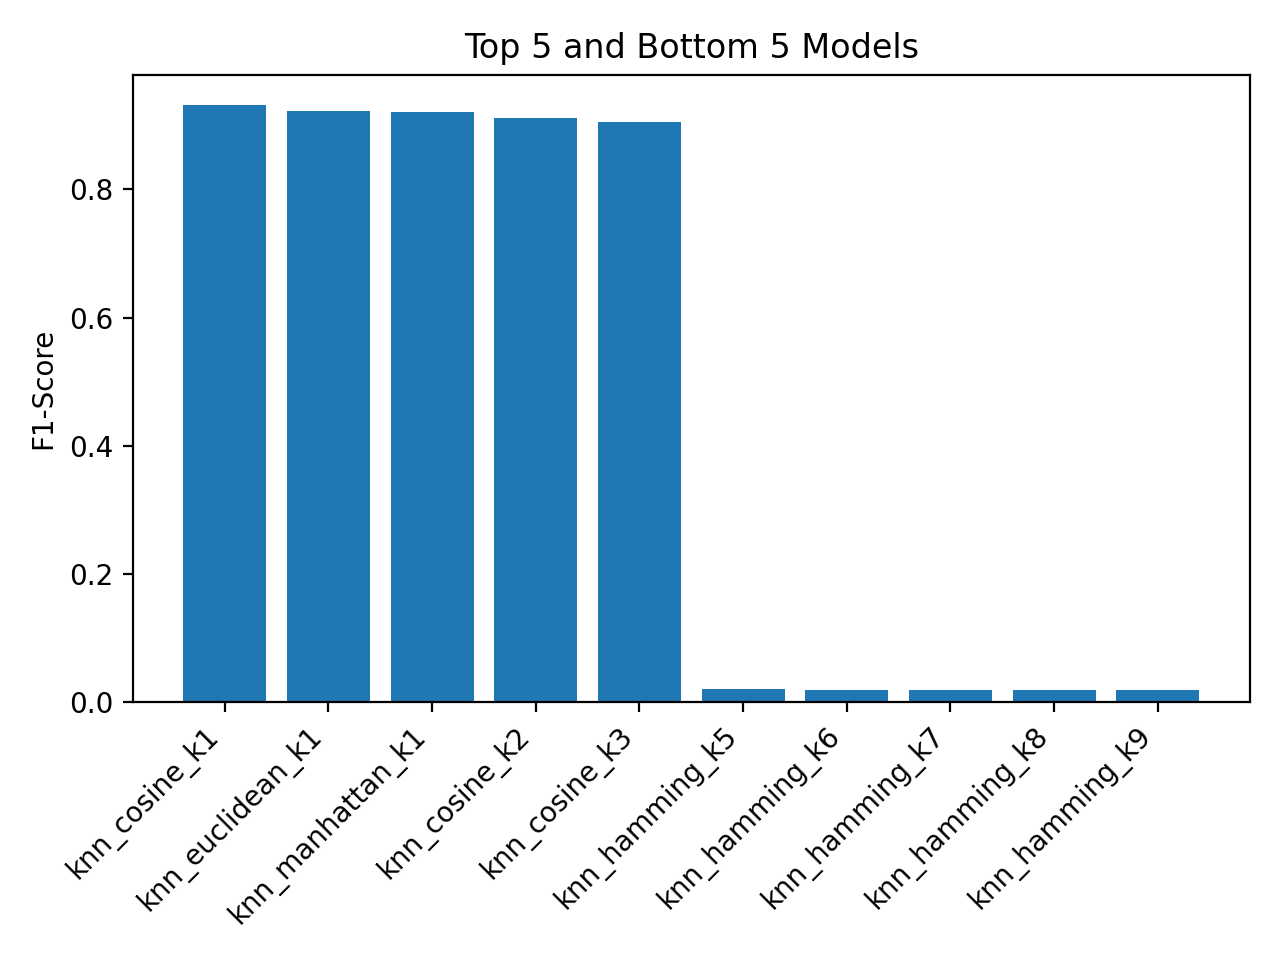 Top 5 and Bottom 5 Models
F1-Score
0.8
0.6
0.4
0.2
0.0
knn_cosine_k1
knn_euclidean_k1
knn_manhattan_k1
knn_cosine_k2
knn_cosine_k3
knn_hamming_k5
knn_hamming_k6
knn_hamming_k7
knn_hamming_k8
knn_hamming_k9